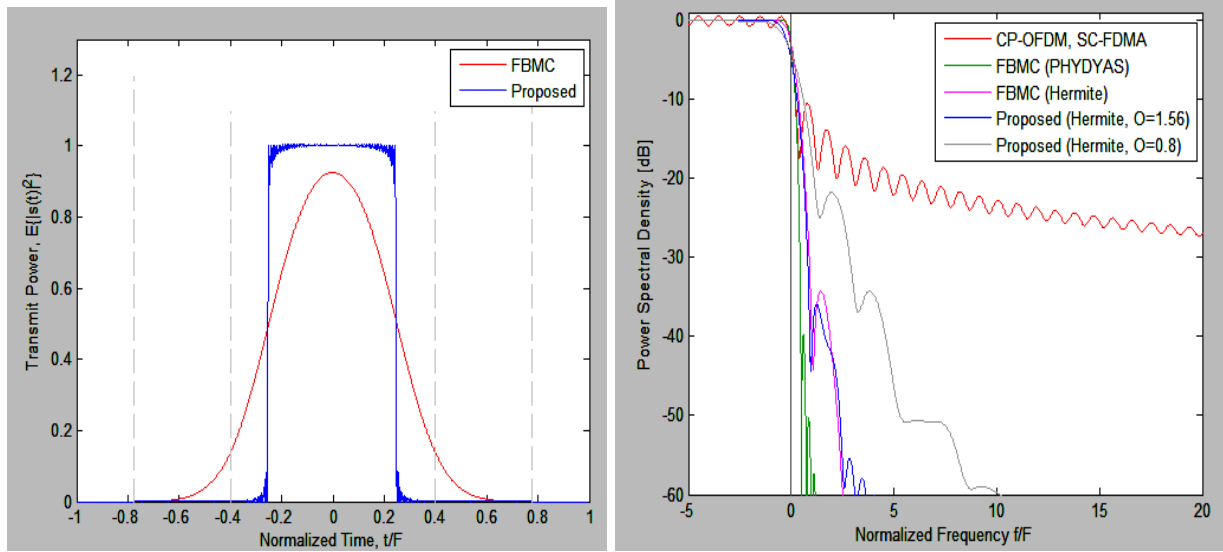 1.2
1
0.8
0.6
0.4
0.2
0
-1
-0.8
-0.6
-0.4
-0.2
0
0.2
0.4
0.6
0.8
1
Transmit Power, E{|s(t)|²}
Normalized Time, t/F
FBMC
Proposed
0
-10
-20
-30
-40
-50
-60
-5
0
5
10
15
20
Power Spectral Density [dB]
Normalized Frequency f/F
CP-OFDM, SC-FDMA
FBMC (PHYDYAS)
FBMC (Hermite)
Proposed (Hermite, O=1.56)
Proposed (Hermite, O=0.8)